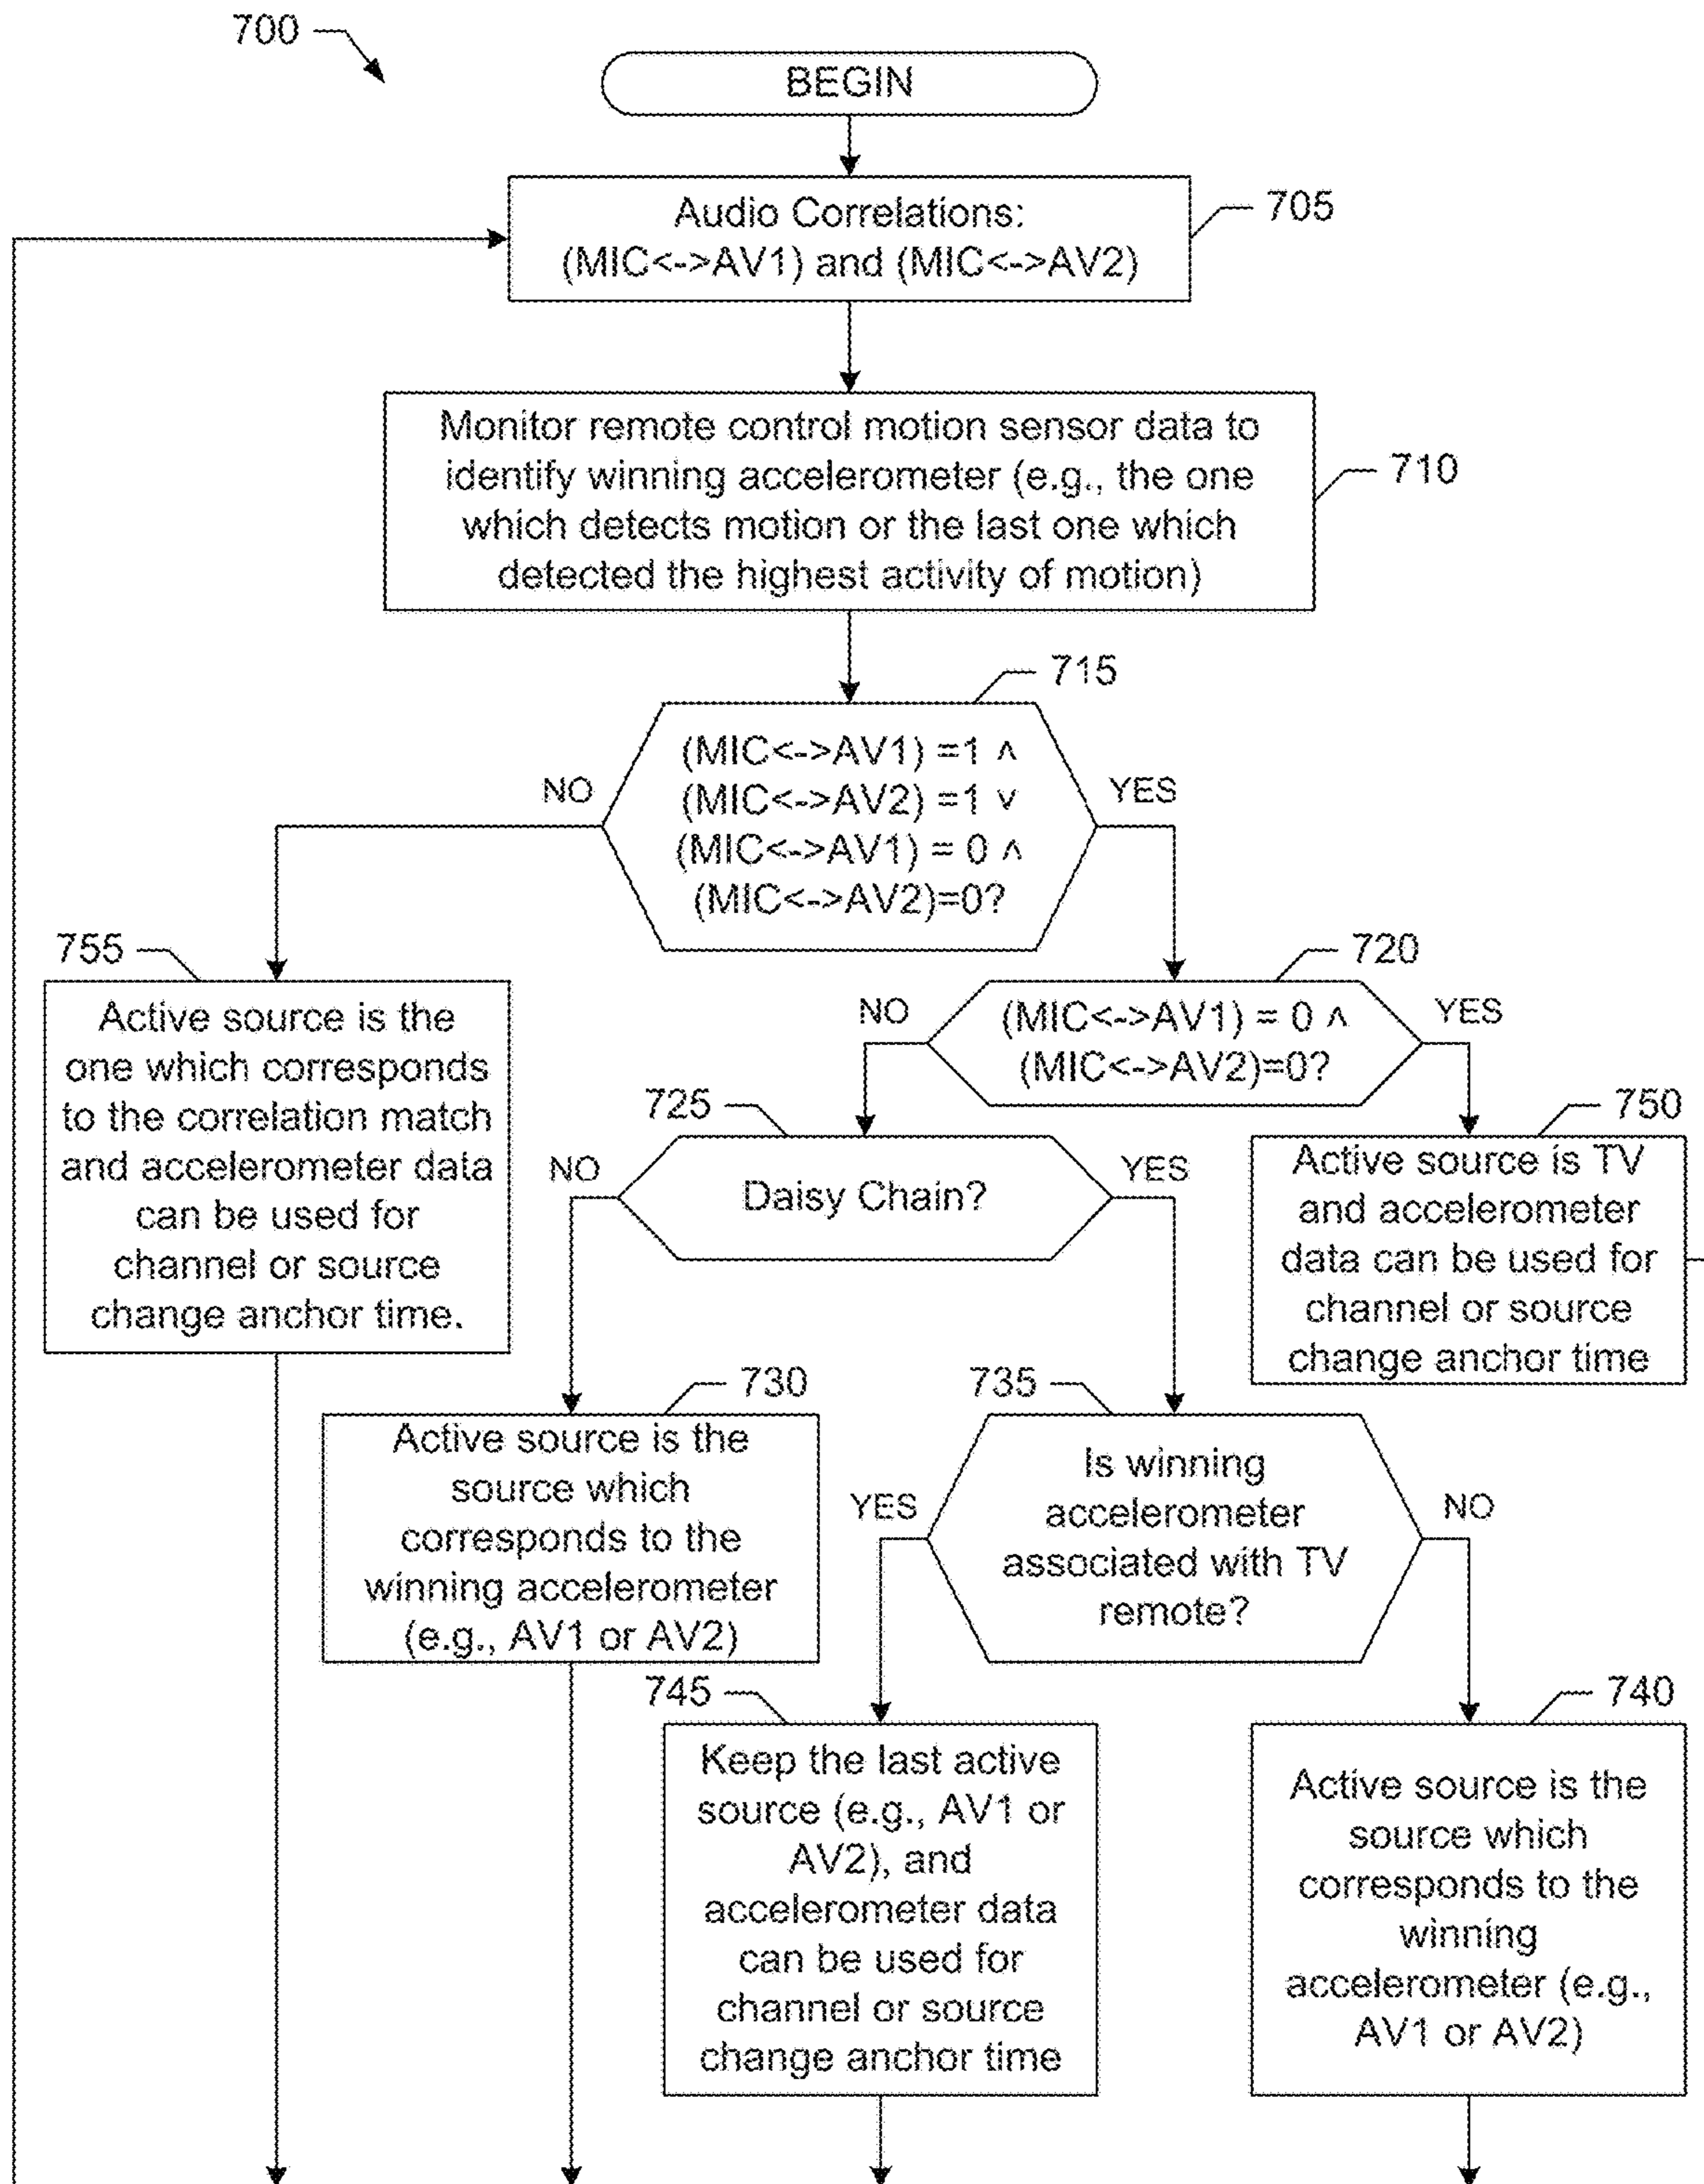 700
BEGIN
Audio Correlations:
(MIC<->AV1) and (MIC<->AV2)
705
Monitor remote control motion sensor data to
identify winning accelerometer (e.g., the one
which detects motion or the last one which
detected the highest activity of motion)
710
715
(MIC<->AV1) =1 ∧
(MIC<->AV2) =1 ∨
(MIC<->AV1) = 0 ∧
(MIC<->AV2)=0?
NO
YES
755
Active source is the
one which corresponds
to the correlation match
and accelerometer data
can be used for
channel or source
change anchor time.
720
NO
(MIC<->AV1) = 0 ∧
(MIC<->AV2)=0?
YES
725
NO
Daisy Chain?
YES
750
Active source is TV
and accelerometer
data can be used for
channel or source
change anchor time
730
Active source is the
source which
corresponds to the
winning accelerometer
(e.g., AV1 or AV2)
735
YES
Is winning
accelerometer
associated with TV
remote?
NO
745
Keep the last active
source (e.g., AV1 or
AV2), and
accelerometer data
can be used for
channel or source
change anchor time
740
Active source is the
source which
corresponds to the
winning
accelerometer (e.g.,
AV1 or AV2)